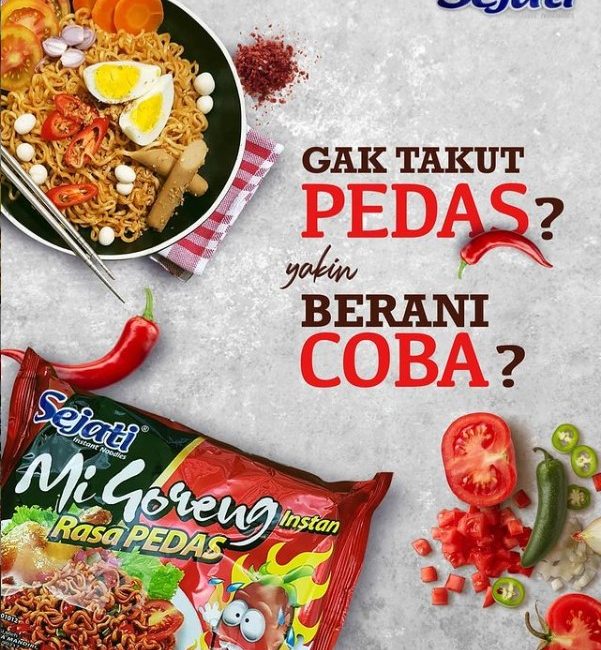 Sejati
GAK TAKUT
PEDAS?
yakin
BERANI
COBA?
Sejati®
Instant Noodles
Mi Goreng Instan
Rasa PEDAS